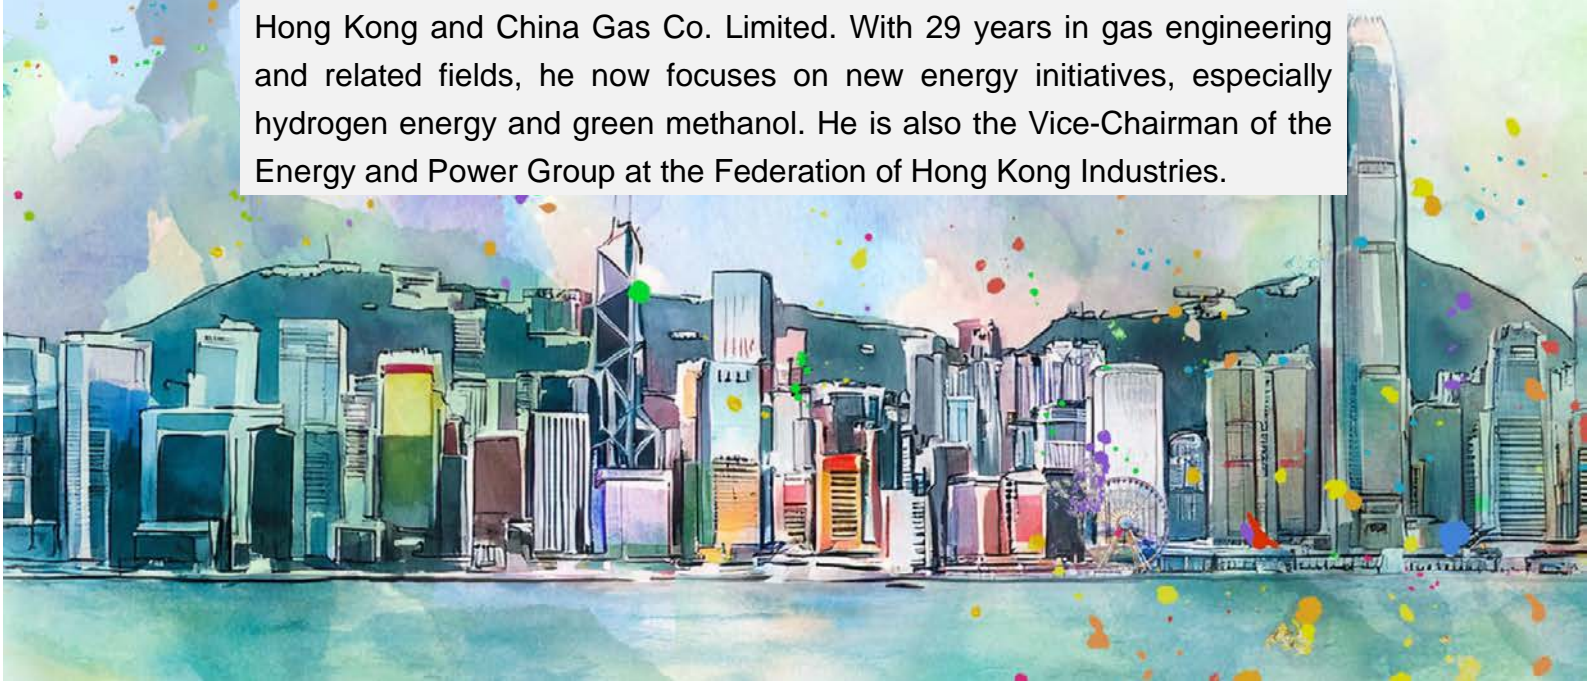 Hong Kong and China Gas Co. Limited. With 29 years in gas engineering
and related fields, he now focuses on new energy initiatives, especially
hydrogen energy and green methanol. He is also the Vice-Chairman of the
Energy and Power Group at the Federation of Hong Kong Industries.